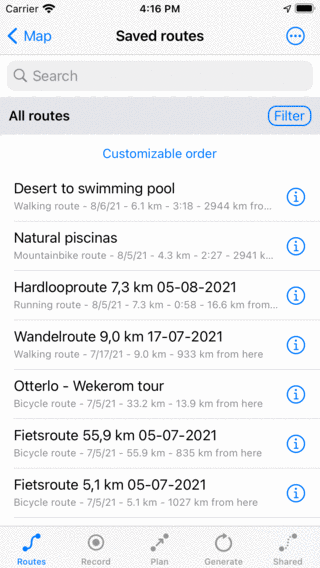 Carrier 4:16 PM
Map Saved routes
Search
All routes Filter
Customizable order
Desert to swimming pool
Walking route - 8/6/21 - 6.1 km - 3:18 - 2944 km fro...
Natural piscinas
Mountainbike route - 8/5/21 - 4.3 km - 2:27 - 2941 k...
Hardlooproute 7,3 km 05-08-2021
Running route - 8/5/21 - 7.3 km - 0:58 - 16.6 km from...
Wandelroute 9,0 km 17-07-2021
Walking route - 7/17/21 - 9.0 km - 933 km from here
Otterlo - Wekerom tour
Bicycle route - 7/5/21 - 33.2 km - 13.9 km from here
Fietsroute 55,9 km 05-07-2021
Bicycle route - 7/5/21 - 55.9 km - 835 km from here
Fietsroute 5,1 km 05-07-2021
Bicycle route - 7/5/21 - 5.1 km - 1027 km from here
Routes Record Plan Generate Shared